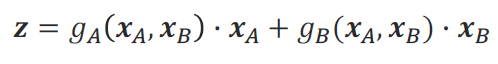 𝒛 = 𝑔_𝐴(𝒙_𝐴, 𝒙_𝐵) · 𝒙_𝐴 + 𝑔_𝐵(𝒙_𝐴, 𝒙_𝐵) · 𝒙_𝐵